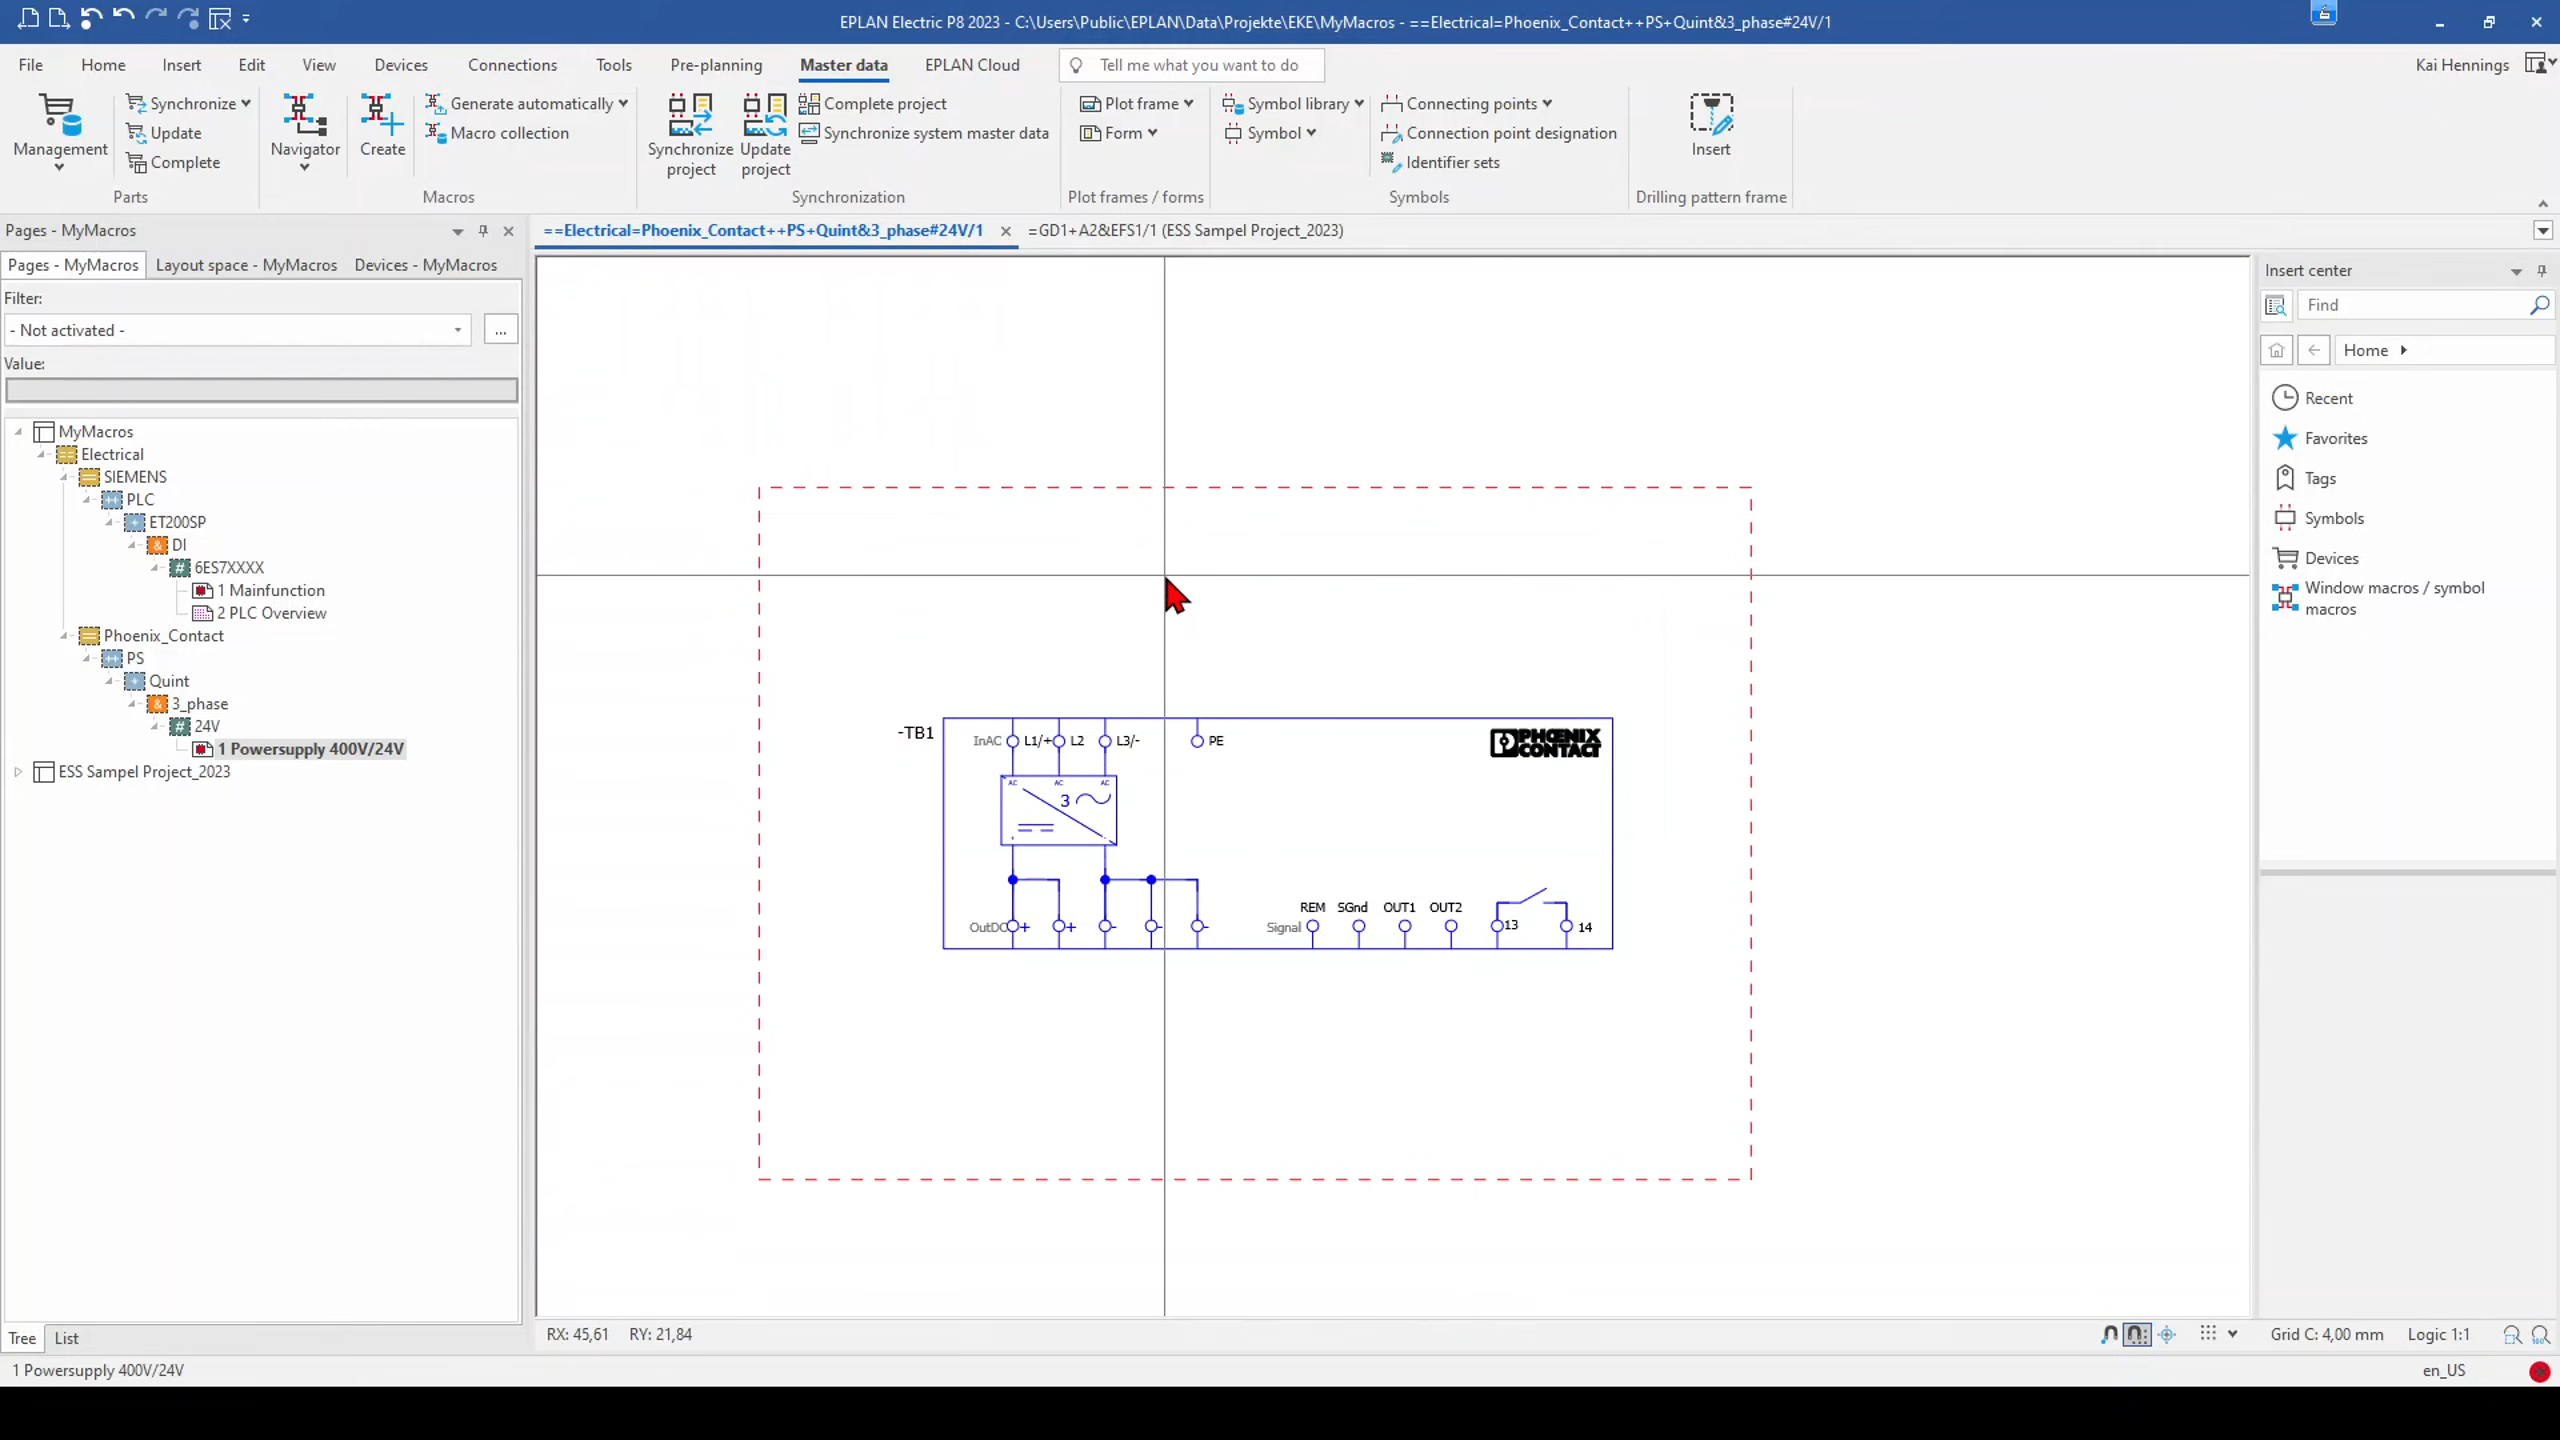 EPLAN Electric P8 2023 - C:\Users\Public\EPLAN\Data\Projekte\EKE\MyMacros - ==Electrical=Phoenix_Contact++PS+Quint&3_phase#24V/1
File Home Insert Edit View Devices Connections Tools Pre-planning Master data EPLAN Cloud Tell me what you want to do Kai Hennings
Management
Synchronize
Update
Complete
Parts
Navigator
Create
Generate automatically
Macro collection
Macros
Synchronize project
Update project
Complete project
Synchronize system master data
Synchronization
Plot frame
Form
Plot frames / forms
Symbol library
Symbol
Connecting points
Connection point designation
Identifier sets
Symbols
Insert
Drilling pattern frame
Pages - MyMacros
Pages - MyMacros Layout space - MyMacros Devices - MyMacros
Filter:
- Not activated -
...
Value:
MyMacros
Electrical
SIEMENS
PLC
ET200SP
DI
6ES7XXXX
1 Mainfunction
2 PLC Overview
Phoenix_Contact
PS
Quint
3_phase
24V
1 Powersupply 400V/24V
ESS Sampel Project_2023
Tree List
==Electrical=Phoenix_Contact++PS+Quint&3_phase#24V/1
=GD1+A2&EFS1/1 (ESS Sampel Project_2023)
-TB1
InAC L1/+ L2 L3/- PE
PHOENIX
CONTACT
AC AC AC
3
REM SGnd OUT1 OUT2
OutDC + + - - - Signal 13 14
RX: 45,61 RY: 21,84
Grid C: 4,00 mm Logic 1:1
Insert center
Find
Home
Recent
Favorites
Tags
Symbols
Devices
Window macros / symbol
macros
1 Powersupply 400V/24V
en_US